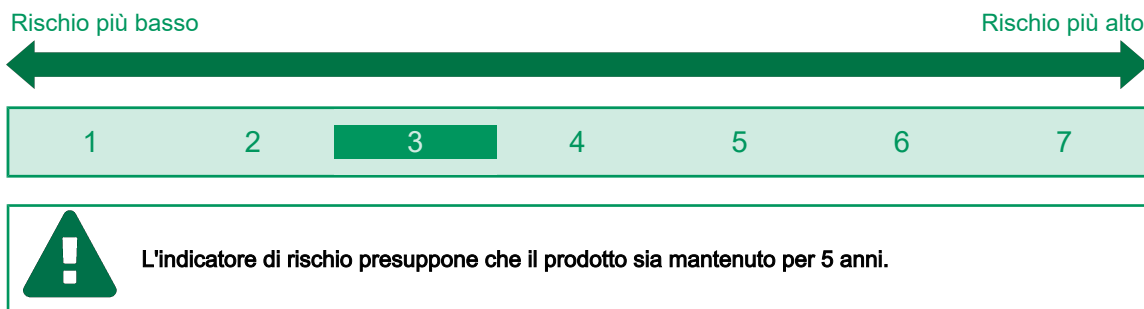 Rischio più basso Rischio più alto
1 2 3 4 5 6 7
L'indicatore di rischio presuppone che il prodotto sia mantenuto per 5 anni.